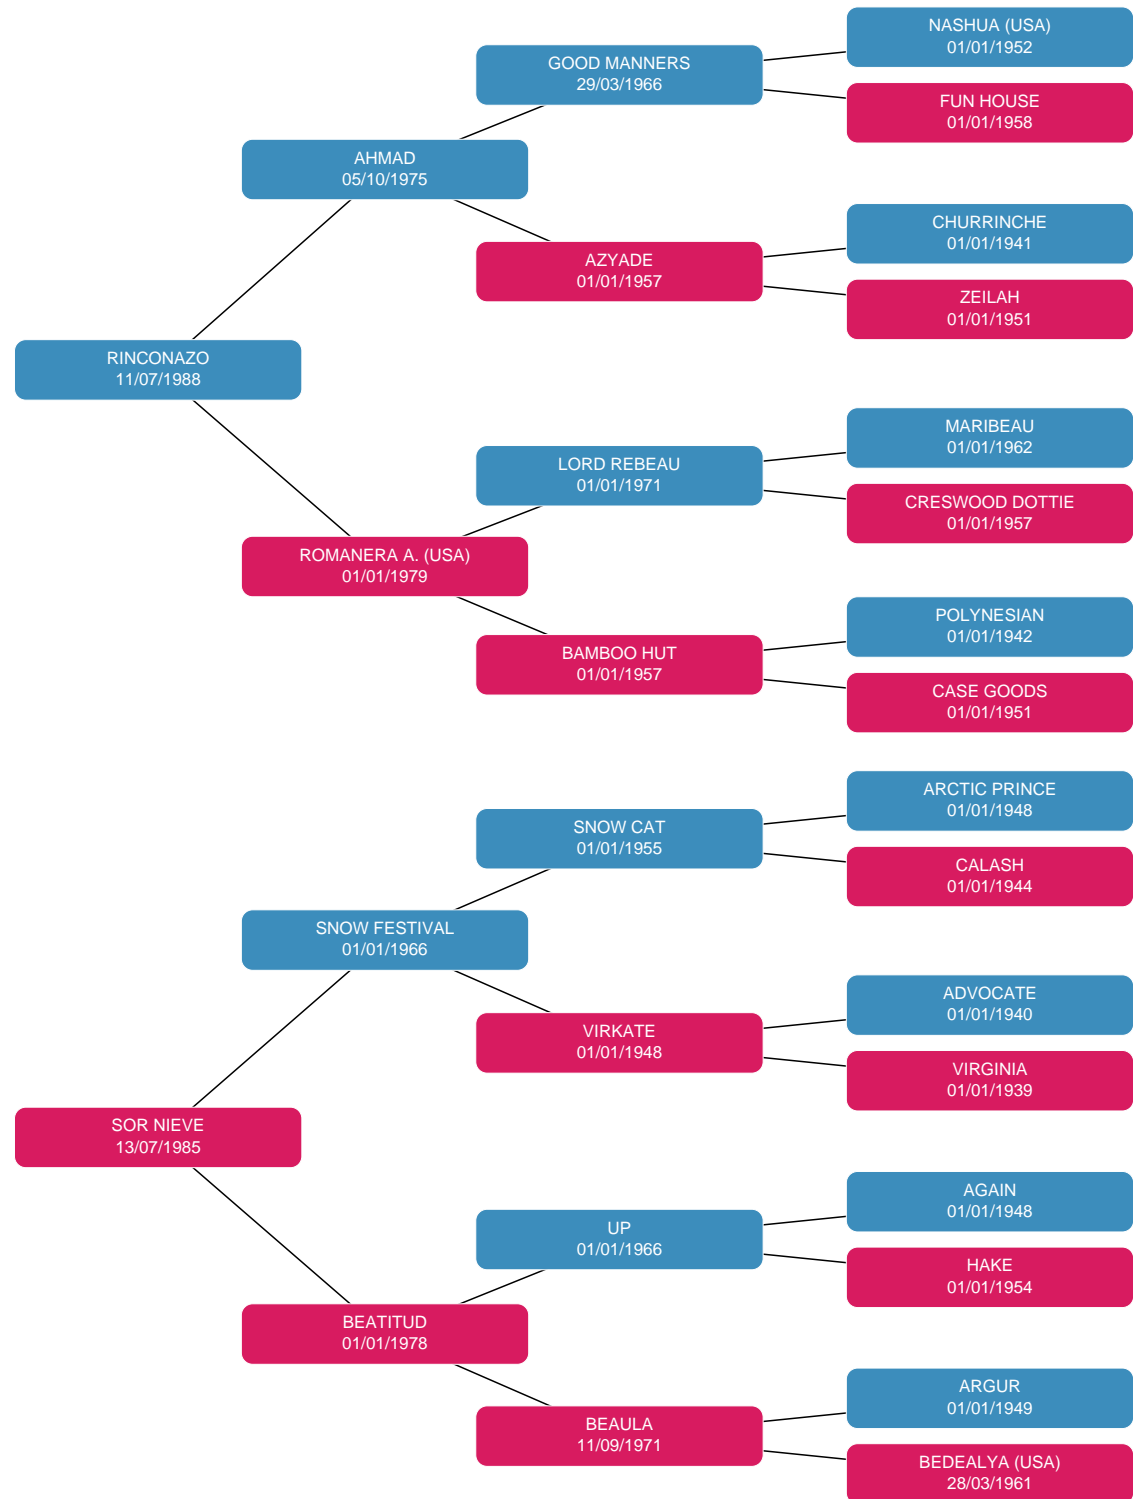 NASHUA (USA)
01/01/1952
GOOD MANNERS
29/03/1966
FUN HOUSE
01/01/1958
AHMAD
05/10/1975
CHURRINCHE
01/01/1941
AZYADE
01/01/1957
ZEILAH
01/01/1951
RINCONAZO
11/07/1988
MARIBEAU
01/01/1962
LORD REBEAU
01/01/1971
CRESWOOD DOTTIE
01/01/1957
ROMANERA A. (USA)
01/01/1979
POLYNESIAN
01/01/1942
BAMBOO HUT
01/01/1957
CASE GOODS
01/01/1951
ARCTIC PRINCE
01/01/1948
SNOW CAT
01/01/1955
CALASH
01/01/1944
SNOW FESTIVAL
01/01/1966
ADVOCATE
01/01/1940
VIRKATE
01/01/1948
VIRGINIA
01/01/1939
SOR NIEVE
13/07/1985
AGAIN
01/01/1948
UP
01/01/1966
HAKE
01/01/1954
BEATITUD
01/01/1978
ARGUR
01/01/1949
BEAULA
11/09/1971
BEDEALYA (USA)
28/03/1961